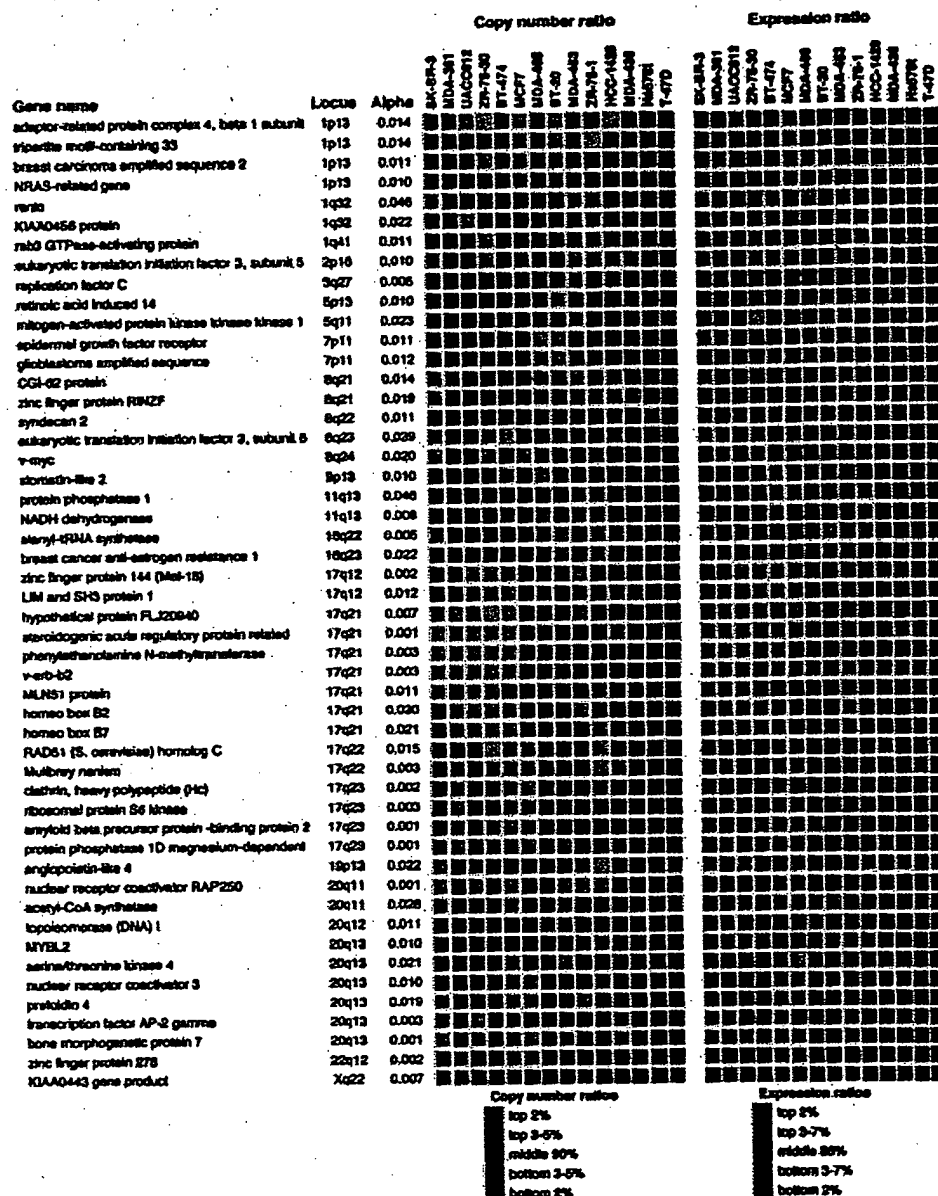 Copy number ratio Expression ratio
SK-BR-3 MDA-361 UACC812 ZR-75-30 BT-474 MCF7 MDA-468 BT-20 MDA-453 ZR-75-1 HCC-1428 MDA-436 Hs578t T-47D SK-BR-3 MDA-361 UACC812 ZR-75-30 BT-474 MCF7 MDA-468 BT-20 MDA-453 ZR-75-1 HCC-1428 MDA-436 Hs578t T-47D
Gene name Locus Alpha
adaptor-related protein complex 4, beta 1 subunit 1p13 0.014
tripartite motif-containing 33 1p13 0.014
breast carcinoma amplified sequence 2 1p13 0.011
NRAS-related gene 1p13 0.010
1q32 0.046
KIAA0456 protein 1q32 0.022
rab3 GTPase-activating protein 1q41 0.011
eukaryotic translation initiation factor 3, subunit 5 2p16 0.010
replication factor C 3q27 0.005
retinoic acid induced 14 5p13 0.010
mitogen-activated protein kinase kinase kinase 1 5q11 0.023
epidermal growth factor receptor 7p11 0.011
glioblastoma amplified sequence 7p11 0.012
CGI-62 protein 8q21 0.014
zinc finger protein RINZF 8q21 0.019
syndecan 2 8q22 0.011
eukaryotic translation initiation factor 3, subunit 6 8q23 0.029
v-myc 8q24 0.020
stomatin-like 2 9p13 0.010
protein phosphatase 1 11q13 0.046
NADH dehydrogenase 11q13 0.008
alanyl-tRNA synthetase 16q22 0.005
breast cancer anti-estrogen resistance 1 16q23 0.022
zinc finger protein 144 (Mel-18) 17q12 0.002
LIM and SH3 protein 1 17q12 0.012
hypothetical protein FLJ20940 17q21 0.007
steroidogenic acute regulatory protein related 17q21 0.001
phenylethanolamine N-methyltransferase 17q21 0.003
v-erb-b2 17q21 0.003
MLN51 protein 17q21 0.011
homeo box B2 17q21 0.020
homeo box B7 17q21 0.021
RAD51 (S. cerevisiae) homolog C 17q22 0.015
Mulibrey nanism 17q22 0.003
clathrin, heavy polypeptide (Hc) 17q23 0.002
ribosomal protein S6 kinase 17q23 0.003
amyloid beta precursor protein -binding protein 2 17q23 0.001
protein phosphatase 1D magnesium-dependent 17q23 0.001
angiopoietin-like 4 19p13 0.022
nuclear receptor coactivator RAP250 20q11 0.001
acetyl-CoA synthetase 20q11 0.028
topoisomerase (DNA) I 20q12 0.011
MYBL2 20q13 0.010
serine/threonine kinase 4 20q13 0.021
nuclear receptor coactivator 3 20q13 0.010
prefoldin 4 20q13 0.019
transcription factor AP-2 gamma 20q13 0.003
bone morphogenetic protein 7 20q13 0.001
zinc finger protein 278 22q12 0.002
KIAA0443 gene product Xq22 0.007
Copy number ratios Expression ratios
top 2% top 2%
top 3-5% top 3-7%
middle 90% middle 86%
bottom 3-5% bottom 3-7%
bottom 2% bottom 2%